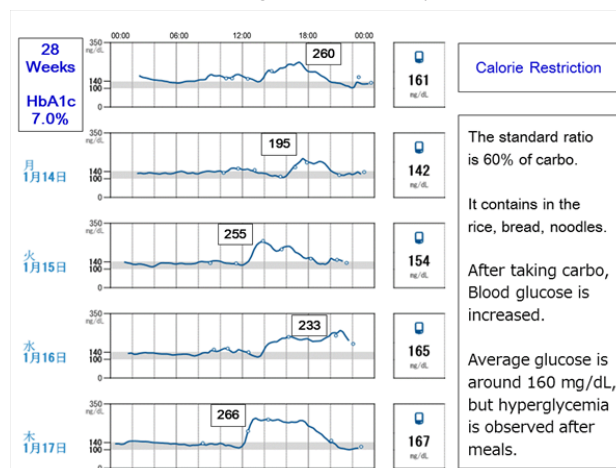 00:00 06:00 12:00 18:00 00:00
28
Weeks
HbA1c
7.0%
350
mg/dL
140
100
0
260
161
mg/dL
Calorie Restriction
月
1月14日
350
mg/dL
140
100
0
195
142
mg/dL
火
1月15日
350
mg/dL
140
100
0
255
154
mg/dL
水
1月16日
350
mg/dL
140
100
0
233
165
mg/dL
木
1月17日
350
mg/dL
140
100
0
266
167
mg/dL
The standard ratio
is 60% of carbo.
It contains in the
rice, bread, noodles.
After taking carbo,
Blood glucose is
increased.
Average glucose is
around 160 mg/dL,
but hyperglycemia
is observed after
meals.